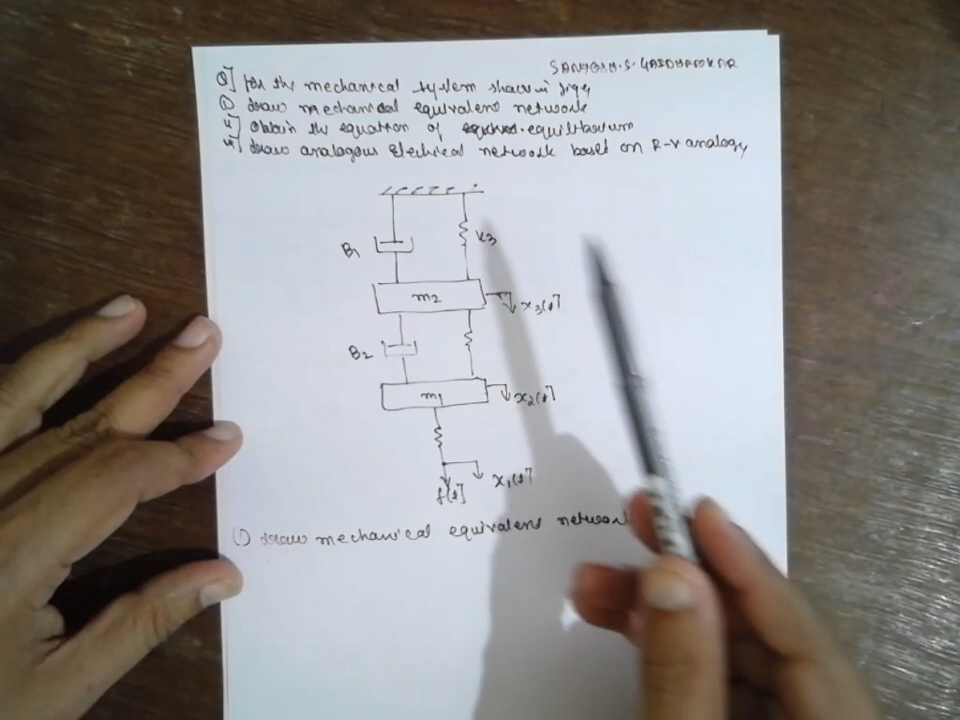 SANTOSH.S. GAIDHANKAR
Q] for the mechanical system shown in fig,
i) draw mechanical equivalent network
ii] obtain the equation of equilibrium
iii] draw analogous electrical network based on F-V analogy
B1
K3
m2
x3(t)
B2
m1
x2(t)
x1(t)
f(t)
i) draw mechanical equivalent network